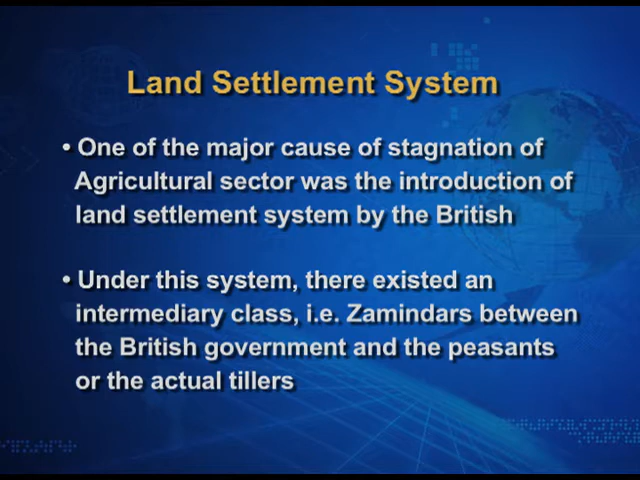 Land Settlement System
• One of the major cause of stagnation of
Agricultural sector was the introduction of
land settlement system by the British
• Under this system, there existed an
intermediary class, i.e. Zamindars between
the British government and the peasants
or the actual tillers